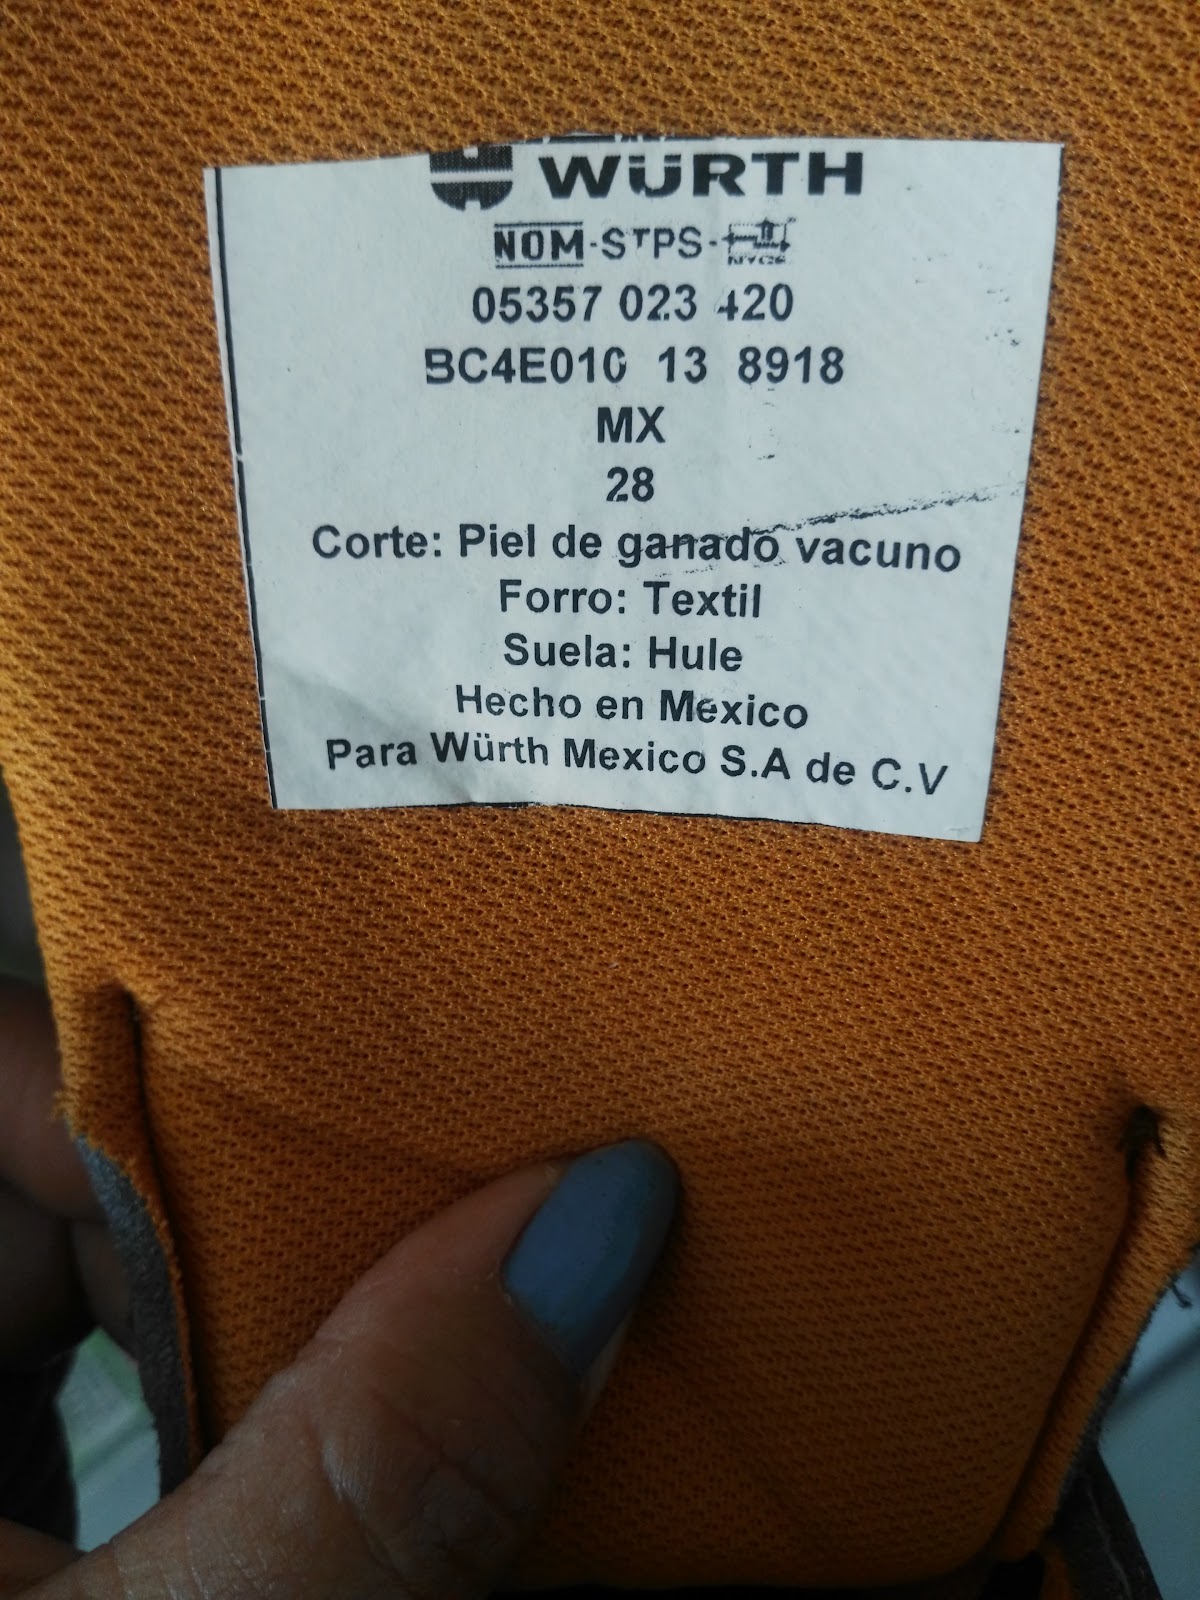 WÜRTH
NOM-STPS-NYCE
05357 023 420
BC4E010 13 8918
MX
28
Corte: Piel de ganado vacuno
Forro: Textil
Suela: Hule
Hecho en Mexico
Para Würth Mexico S.A de C.V